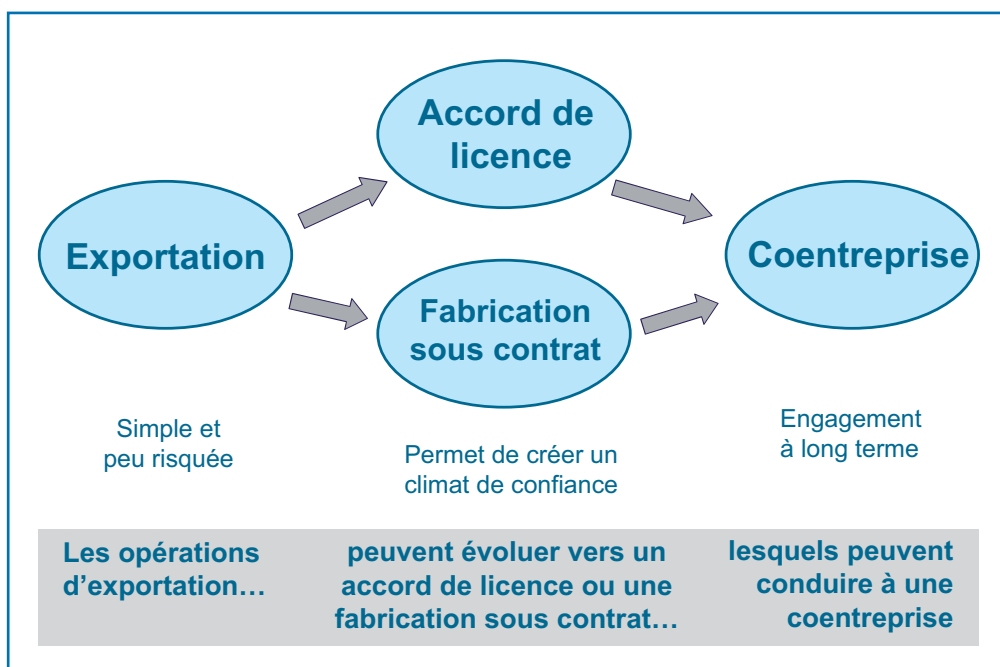 Accord de
licence
Exportation
Coentreprise
Fabrication
sous contrat
Simple et
peu risquée
Permet de créer un
climat de confiance
Engagement
à long terme
Les opérations
d’exportation…
peuvent évoluer vers un
accord de licence ou une
fabrication sous contrat…
lesquels peuvent
conduire à une
coentreprise